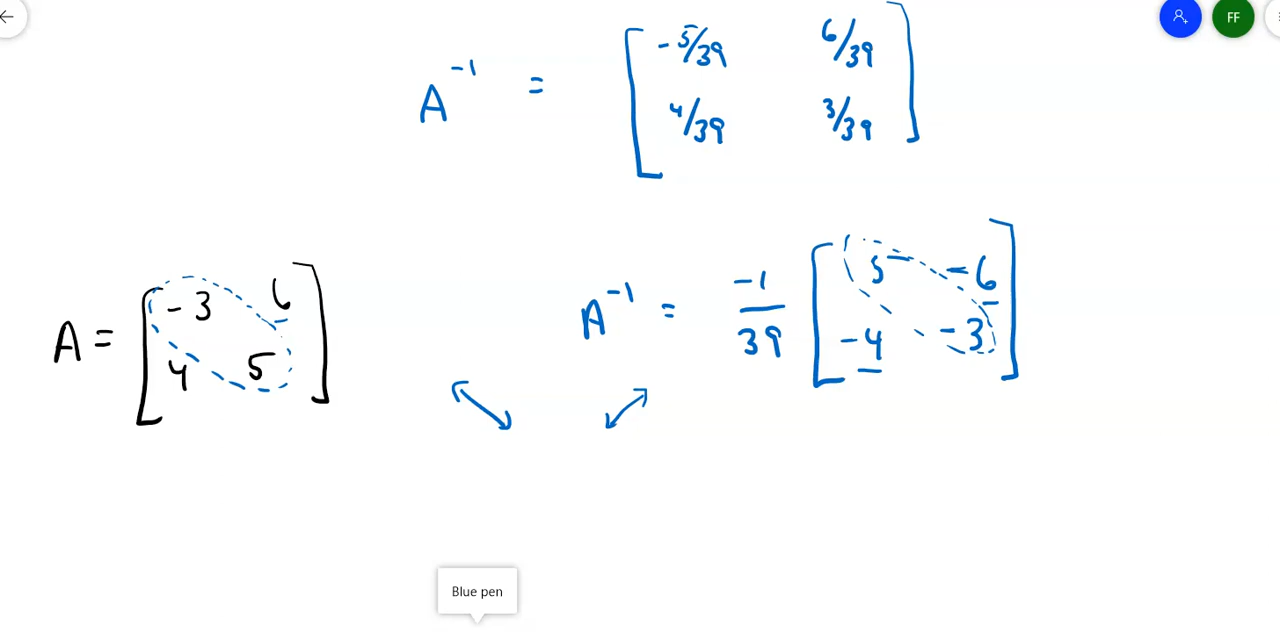 FF
A⁻¹ = [ -5/39 6/39
4/39 3/39 ]
A = [ -3 6
4 5 ]
A⁻¹ = -1/39 [ 5 -6
-4 -3 ]
Blue pen